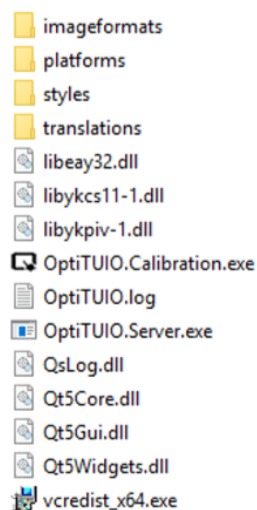 imageformats
platforms
styles
translations
libeay32.dll
libykcs11-1.dll
libykpiv-1.dll
OptiTUIO.Calibration.exe
OptiTUIO.log
OptiTUIO.Server.exe
QsLog.dll
Qt5Core.dll
Qt5Gui.dll
Qt5Widgets.dll
vcredist_x64.exe